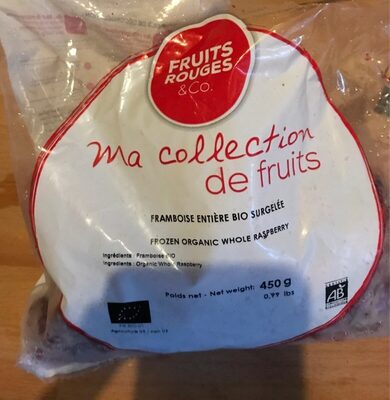 FRUITS
ROUGES
&CO.
ma collection
de fruits
FRAMBOISE ENTIÈRE BIO SURGELÉE
FROZEN ORGANIC WHOLE RASPBERRY
Ingrédients : Framboise BIO
Ingredients : Organic Whole Raspberry
Poids net - Net weight: 450 g
0,99 lbs
AB